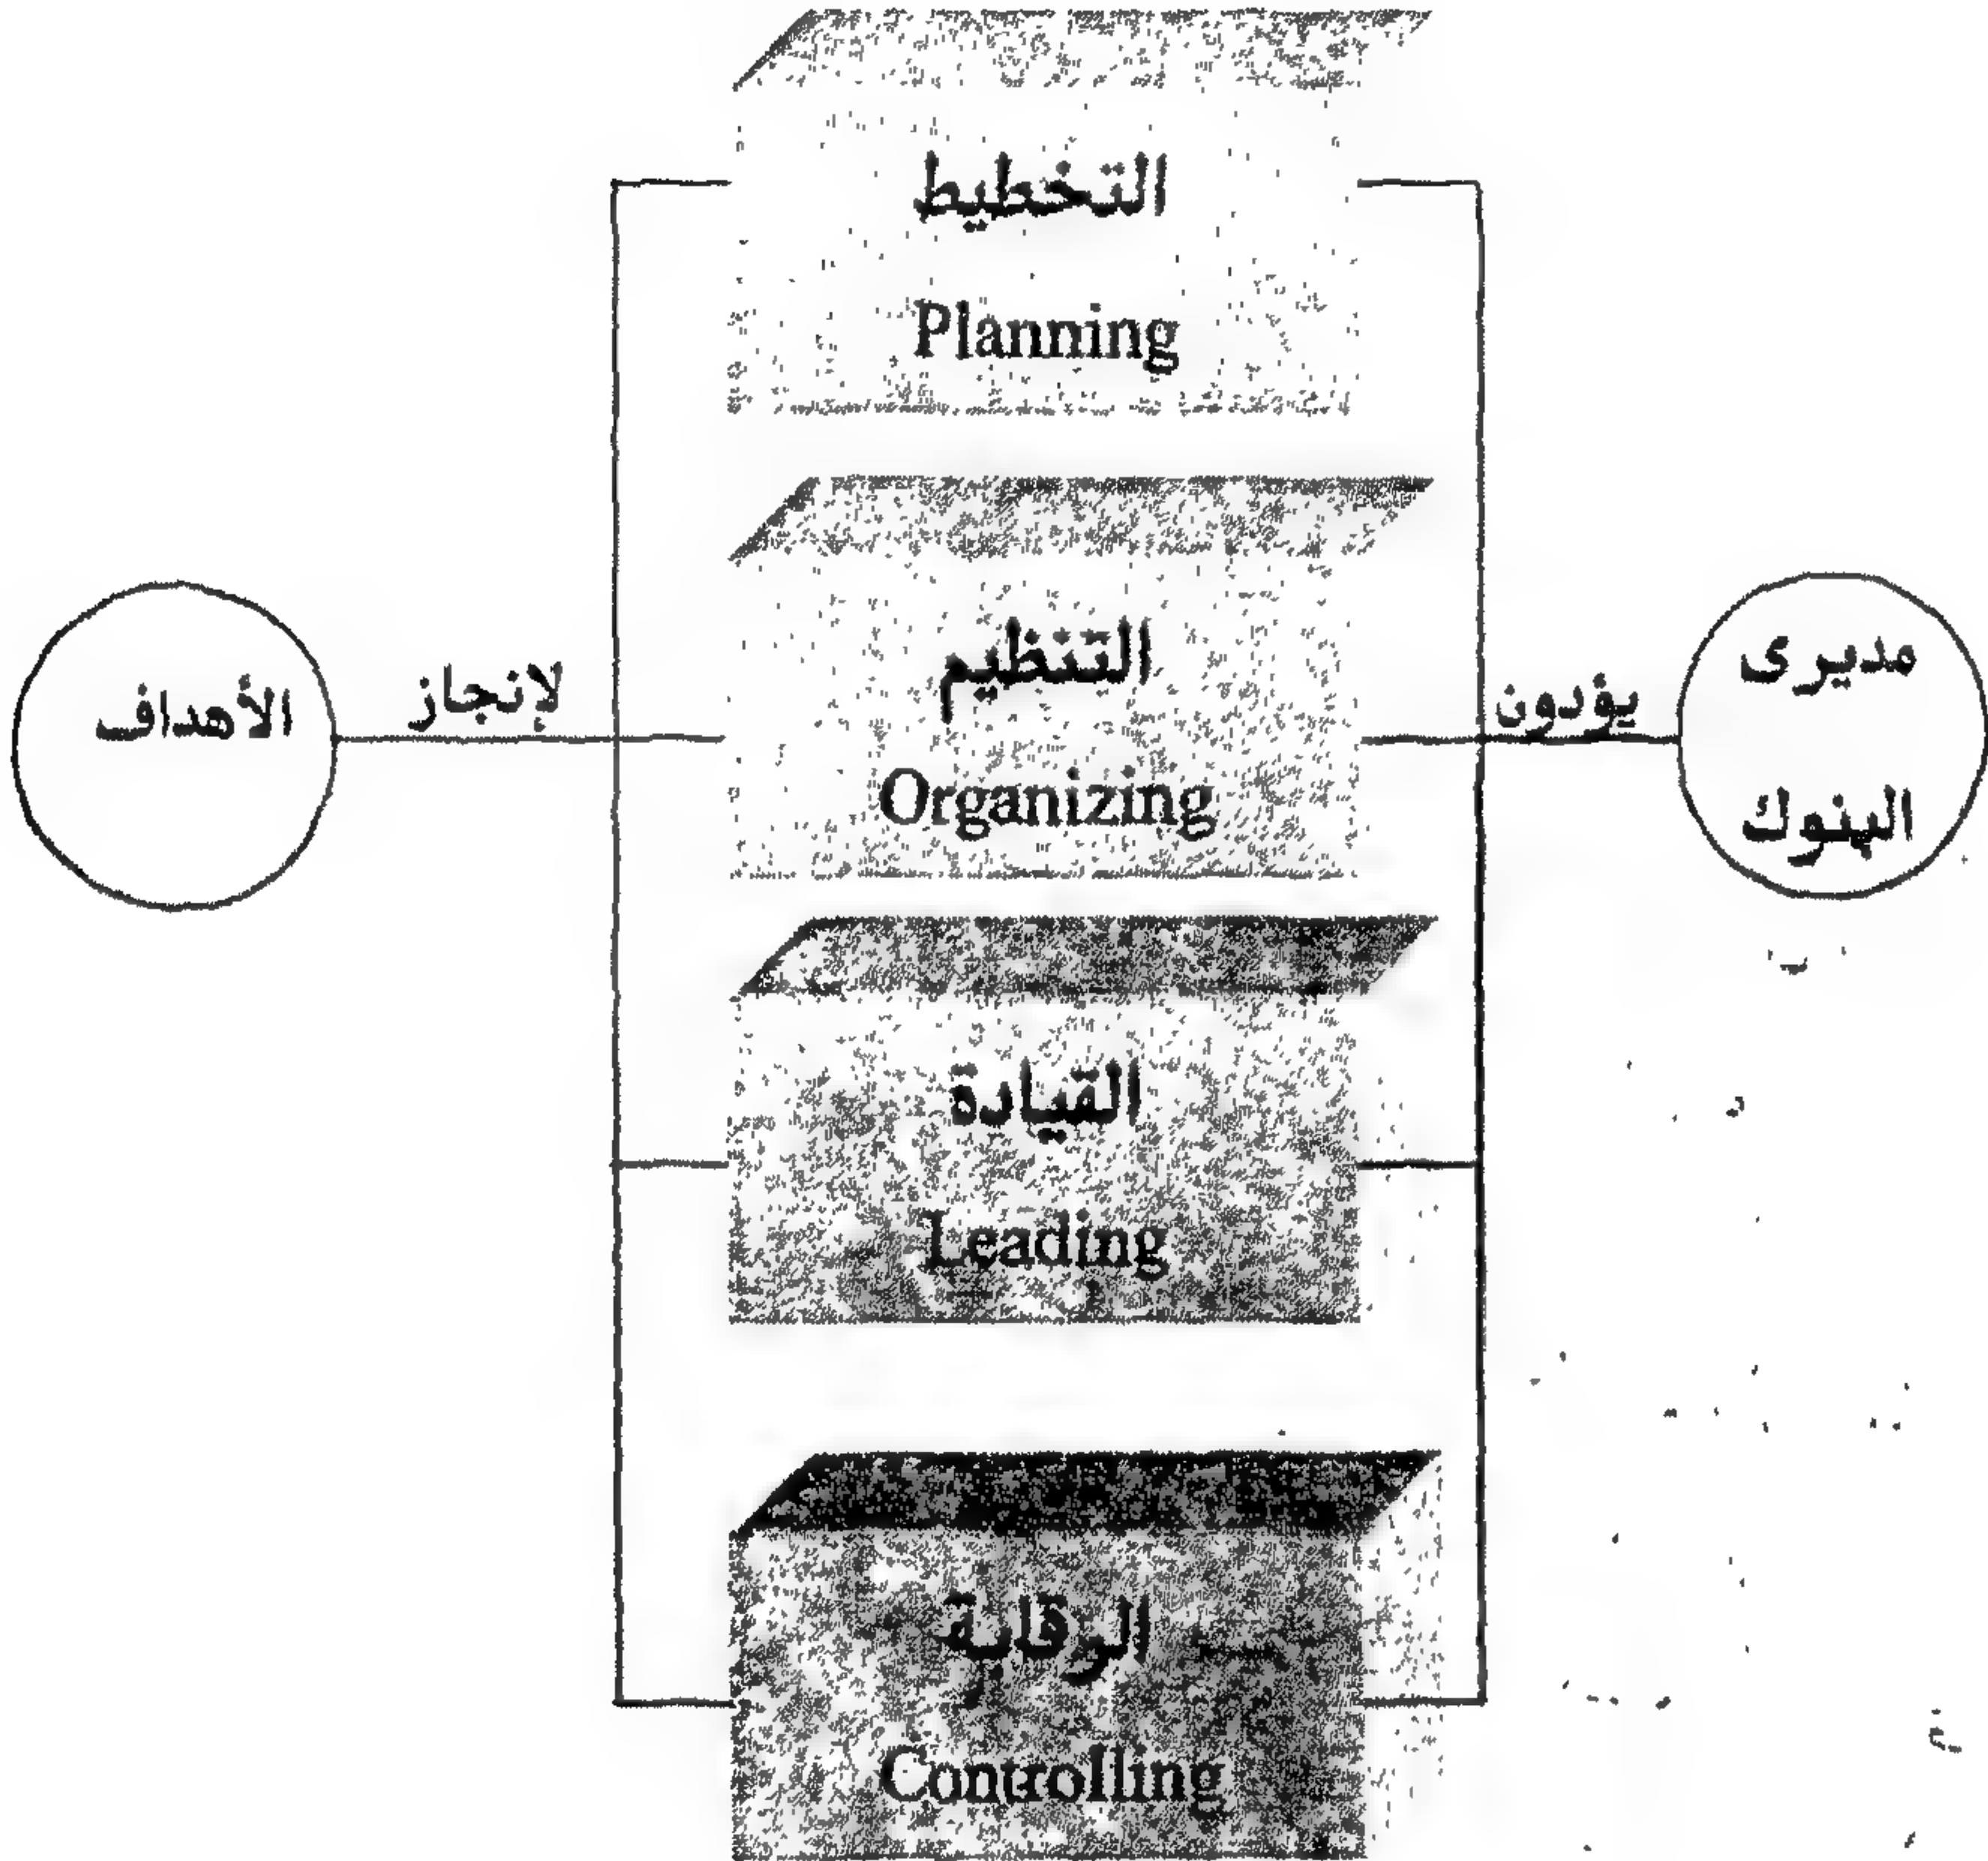 التخطيط
Planning
مديرى
البنوك
يؤدون
التنظيم
Organizing
لإنجاز
الأهداف
القيادة
Leading
الرقابة
Controlling